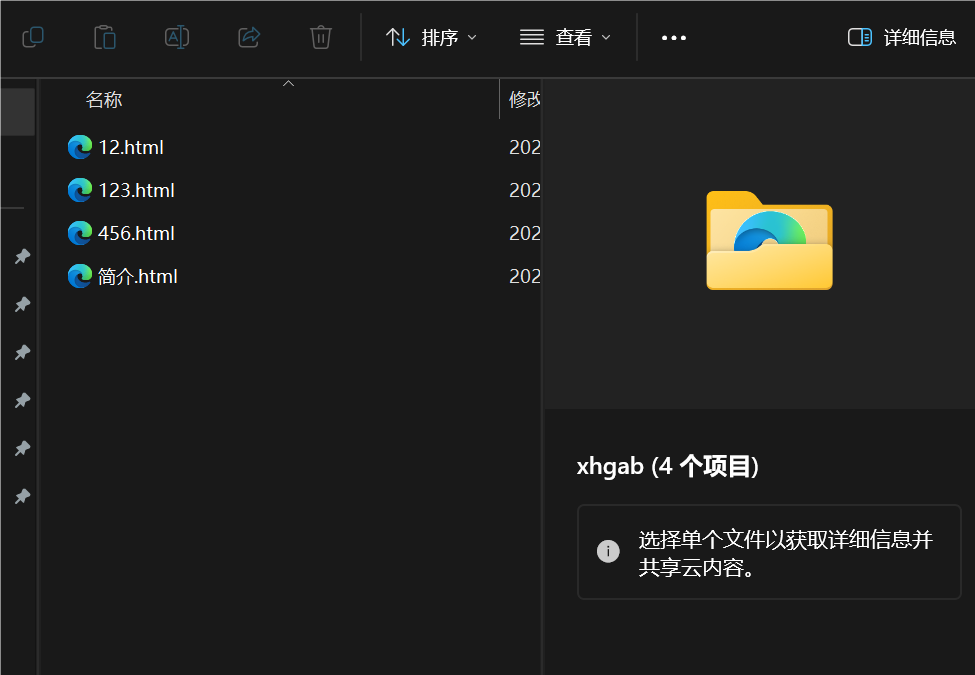 排序 查看 详细信息
名称 修改
12.html 202
123.html 202
456.html 202
简介.html 202
xhgab (4 个项目)
选择单个文件以获取详细信息并
共享云内容。